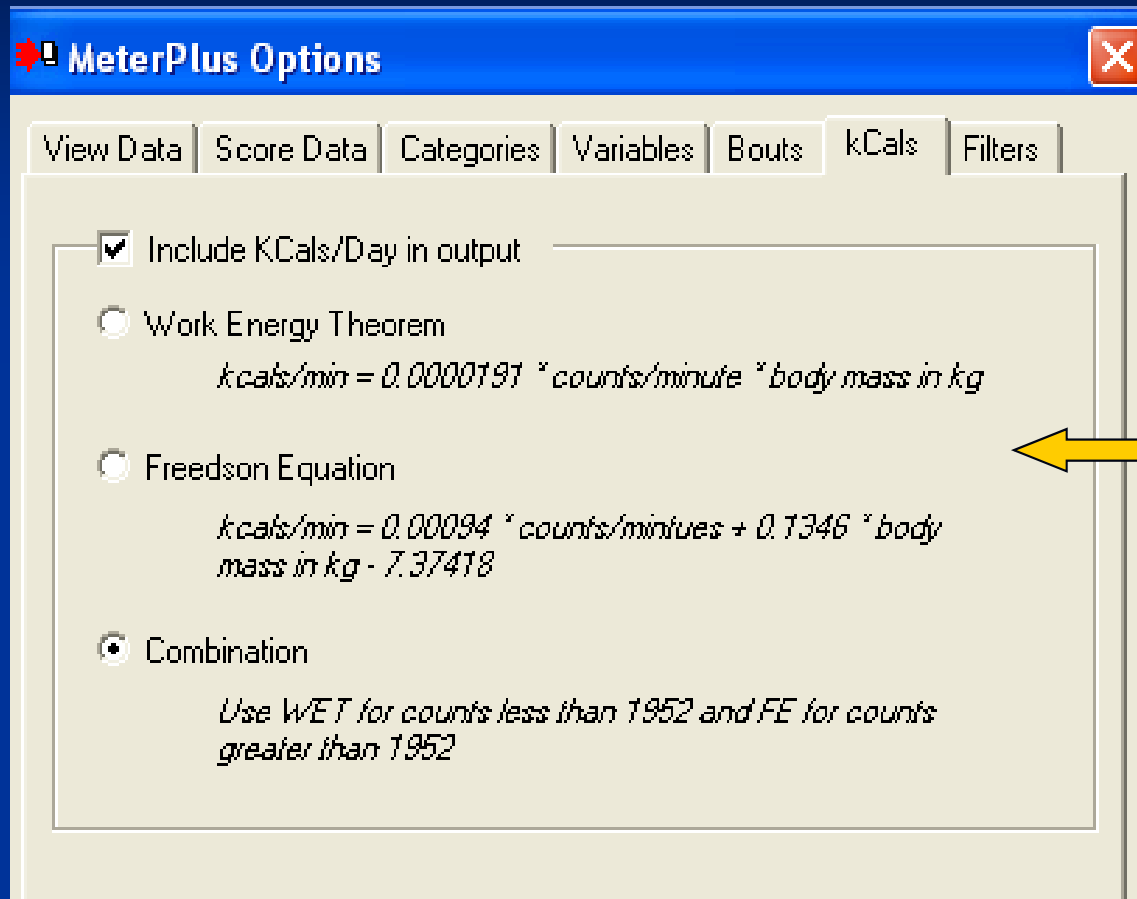 MeterPlus Options
View Data Score Data Categories Variables Bouts kCals Filters
Include KCals/Day in output
Work Energy Theorem
kcals/min = 0.0000191 * counts/minute * body mass in kg
Freedson Equation
kcals/min = 0.00094 * counts/mintues + 0.1346 * body
mass in kg - 7.37418
Combination
Use WET for counts less than 1952 and FE for counts
greater than 1952